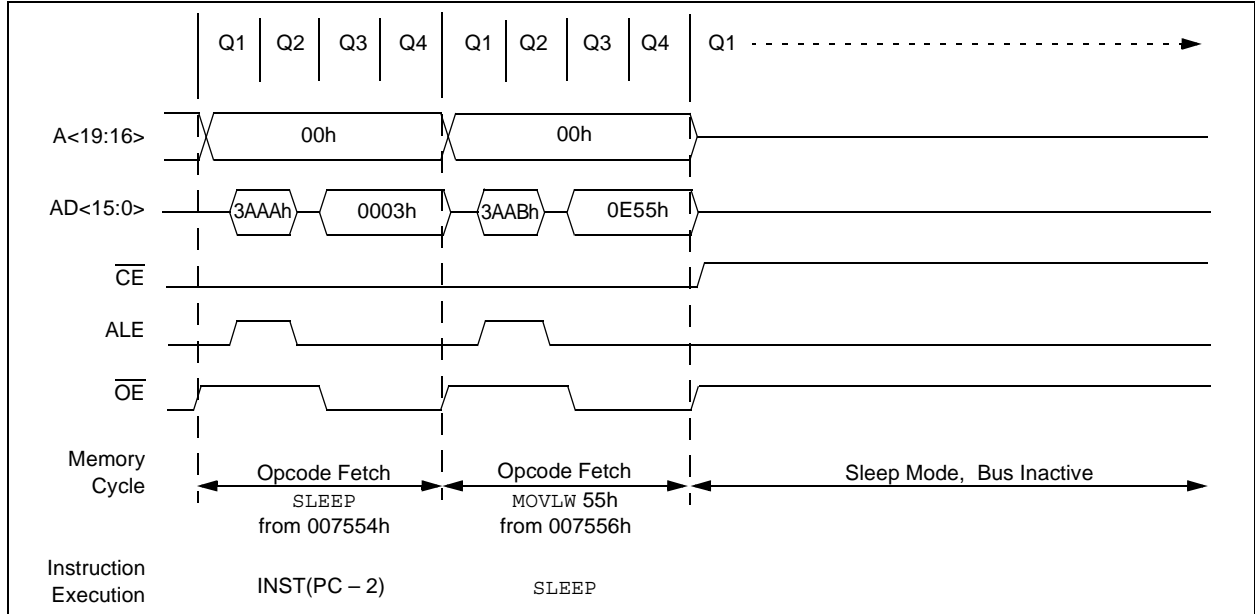 Q1 Q2 Q3 Q4 Q1 Q2 Q3 Q4 Q1
A<19:16> 00h 00h
AD<15:0> 3AAAh 0003h 3AABh 0E55h
CE
ALE
OE
Memory
Cycle
Opcode Fetch
SLEEP
from 007554h
Opcode Fetch
MOVLW 55h
from 007556h
Sleep Mode, Bus Inactive
Instruction
Execution
INST(PC – 2)
SLEEP